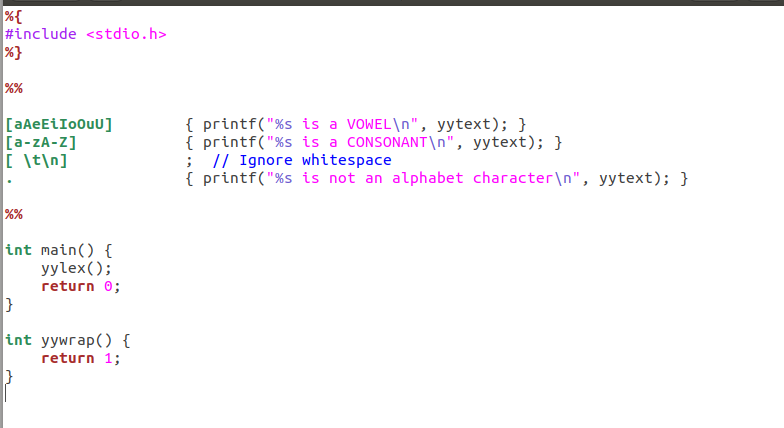 %{
#include <stdio.h>
%}
%%
[aAeEiIoOuU]        { printf("%s is a VOWEL\n", yytext); }
[a-zA-Z]            { printf("%s is a CONSONANT\n", yytext); }
[ \t\n]             ;  // Ignore whitespace
.                   { printf("%s is not an alphabet character\n", yytext); }
%%
int main() {
    yylex();
    return 0;
}
int yywrap() {
    return 1;
}